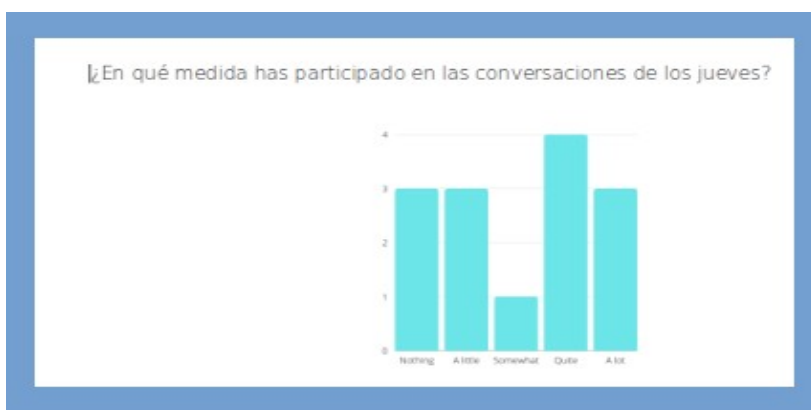 ¿En qué medida has participado en las conversaciones de los jueves?
4
3
2
1
0
Nothing A little Somewhat Quite A lot